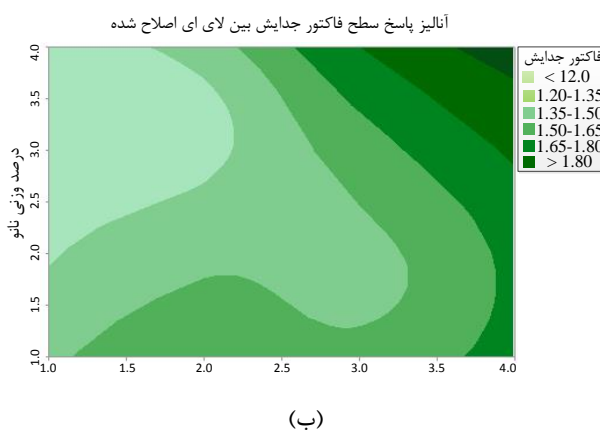 آنالیز پاسخ سطح فاکتور جدایش بین لای ای اصلاح شده
فاکتور جدایش
< 12.0
1.20-1.35
1.35-1.50
1.50-1.65
1.65-1.80
> 1.80
درصد وزنی نانو
4.0
3.5
3.0
2.5
2.0
1.5
1.0
1.0 1.5 2.0 2.5 3.0 3.5 4.0
(ب)